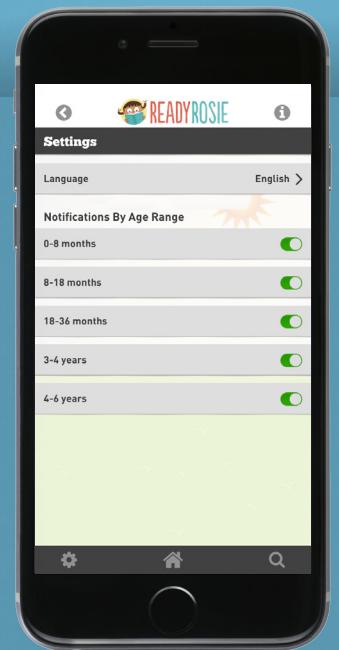 READYROSIE
Settings
Language English
Notifications By Age Range
0-8 months
8-18 months
18-36 months
3-4 years
4-6 years